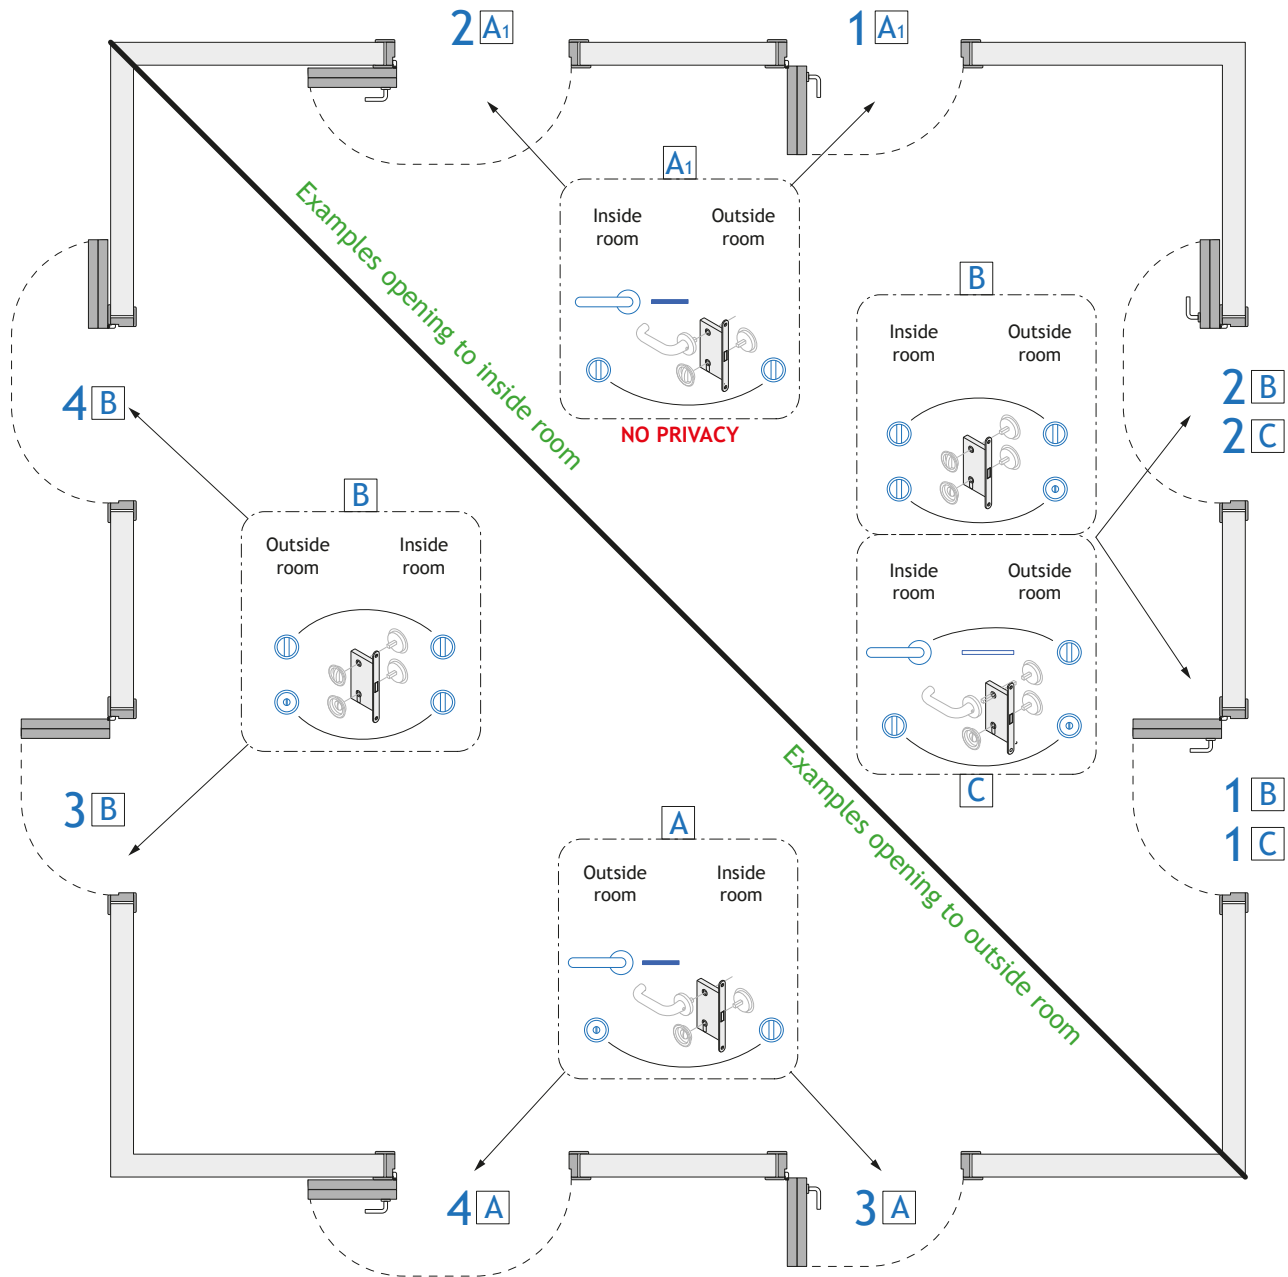 2 A1
1 A1
A1
Inside room
Outside room
NO PRIVACY
Examples opening to inside room
B
Inside room
Outside room
2 B
2 C
4 B
B
Outside room
Inside room
Inside room
Outside room
C
1 B
1 C
3 B
Examples opening to outside room
A
Outside room
Inside room
4 A
3 A